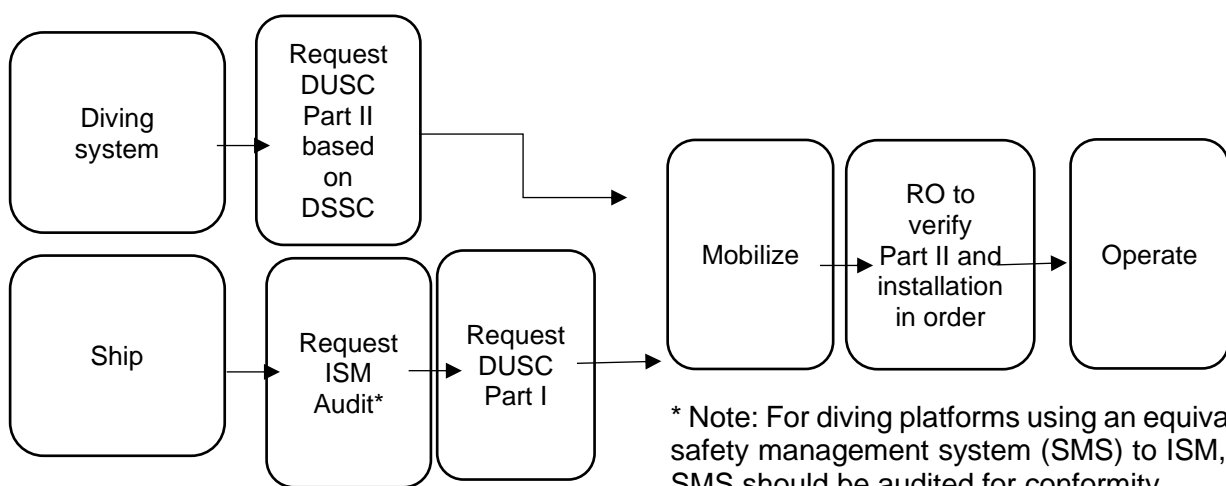 Diving
system
Request
DUSC
Part II
based
on
DSSC
Ship
Request
ISM
Audit*
Request
DUSC
Part I
Mobilize
RO to
verify
Part II and
installation
in order
Operate
* Note: For diving platforms using an
safety management system (SMS) to ISM,
SMS should be audited for conformity